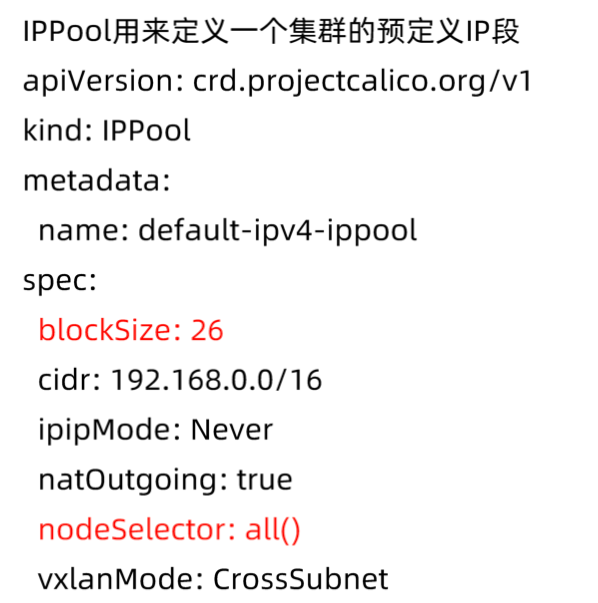 IPPool用来定义一个集群的预定义IP段
apiVersion: crd.projectcalico.org/v1
kind: IPPool
metadata:
  name: default-ipv4-ippool
spec:
  blockSize: 26
  cidr: 192.168.0.0/16
  ipipMode: Never
  natOutgoing: true
  nodeSelector: all()
  vxlanMode: CrossSubnet